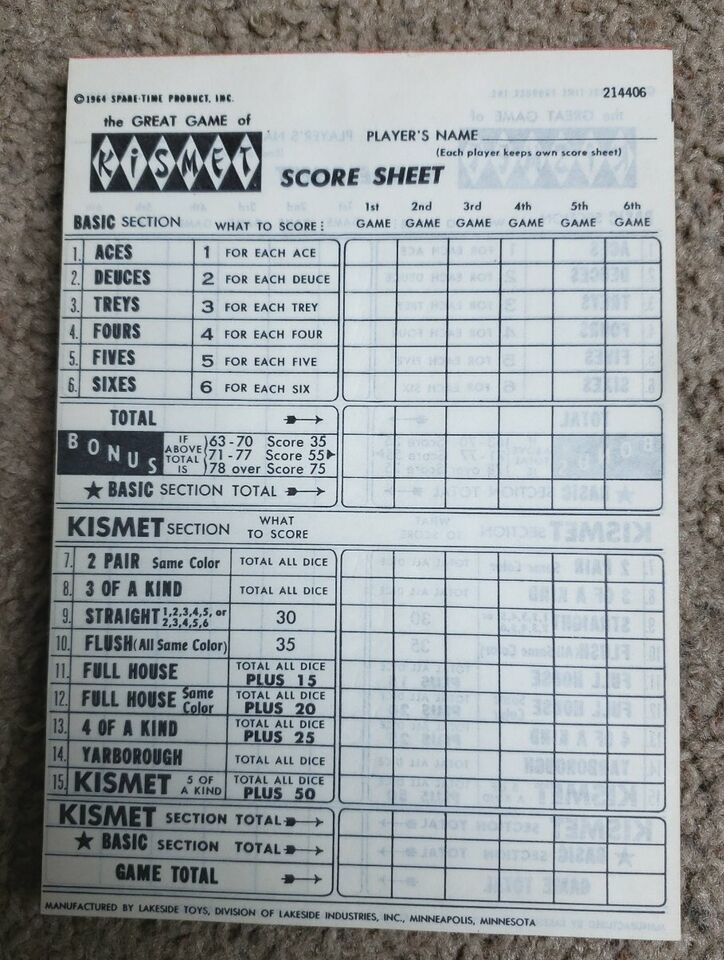 ©1964 SPARE-TIME PRODUCT, INC. 214406
the GREAT GAME of
KISMET
PLAYER'S NAME
(Each player keeps own score sheet)
SCORE SHEET
1st GAME 2nd GAME 3rd GAME 4th GAME 5th GAME 6th GAME
BASIC SECTION WHAT TO SCORE:
1. ACES 1 FOR EACH ACE
2. DEUCES 2 FOR EACH DEUCE
3. TREYS 3 FOR EACH TREY
4. FOURS 4 FOR EACH FOUR
5. FIVES 5 FOR EACH FIVE
6. SIXES 6 FOR EACH SIX
TOTAL
BONUS IF ABOVE TOTAL IS
63-70 Score 35
71-77 Score 55
78 over Score 75
★ BASIC SECTION TOTAL
KISMET SECTION WHAT TO SCORE
7. 2 PAIR Same Color TOTAL ALL DICE
8. 3 OF A KIND TOTAL ALL DICE
9. STRAIGHT 1,2,3,4,5, or 2,3,4,5,6 30
10. FLUSH (All Same Color) 35
11. FULL HOUSE TOTAL ALL DICE PLUS 15
12. FULL HOUSE Same Color TOTAL ALL DICE PLUS 20
13. 4 OF A KIND TOTAL ALL DICE PLUS 25
14. YARBOROUGH TOTAL ALL DICE
15. KISMET 5 OF A KIND TOTAL ALL DICE PLUS 50
KISMET SECTION TOTAL
★ BASIC SECTION TOTAL
GAME TOTAL
MANUFACTURED BY LAKESIDE TOYS, DIVISION OF LAKESIDE INDUSTRIES, INC., MINNEAPOLIS, MINNESOTA